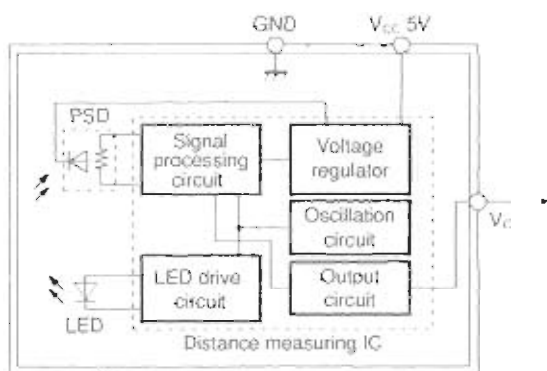 GND
Vcc 5V
PSD
Signal
processing
circuit
Voltage
regulator
Oscillation
circuit
LED drive
circuit
Output
circuit
LED
Distance measuring IC